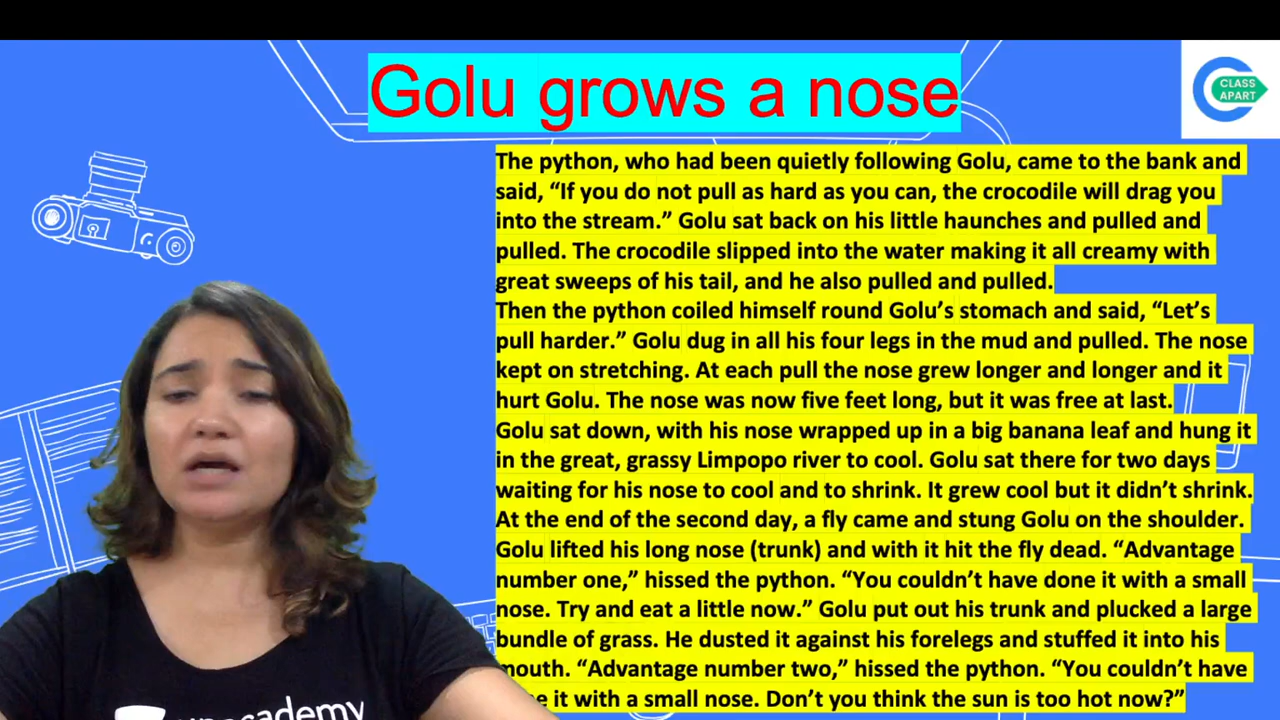 Golu grows a nose
CLASS
APART
The python, who had been quietly following Golu, came to the bank and
said, “If you do not pull as hard as you can, the crocodile will drag you
into the stream.” Golu sat back on his little haunches and pulled and
pulled. The crocodile slipped into the water making it all creamy with
great sweeps of his tail, and he also pulled and pulled.
Then the python coiled himself round Golu’s stomach and said, “Let’s
pull harder.” Golu dug in all his four legs in the mud and pulled. The nose
kept on stretching. At each pull the nose grew longer and longer and it
hurt Golu. The nose was now five feet long, but it was free at last.
Golu sat down, with his nose wrapped up in a big banana leaf and hung it
in the great, grassy Limpopo river to cool. Golu sat there for two days
waiting for his nose to cool and to shrink. It grew cool but it didn’t shrink.
At the end of the second day, a fly came and stung Golu on the shoulder.
Golu lifted his long nose (trunk) and with it hit the fly dead. “Advantage
number one,” hissed the python. “You couldn’t have done it with a small
nose. Try and eat a little now.” Golu put out his trunk and plucked a large
bundle of grass. He dusted it against his forelegs and stuffed it into his
mouth. “Advantage number two,” hissed the python. “You couldn’t have
it with a small nose. Don’t you think the sun is too hot now?”